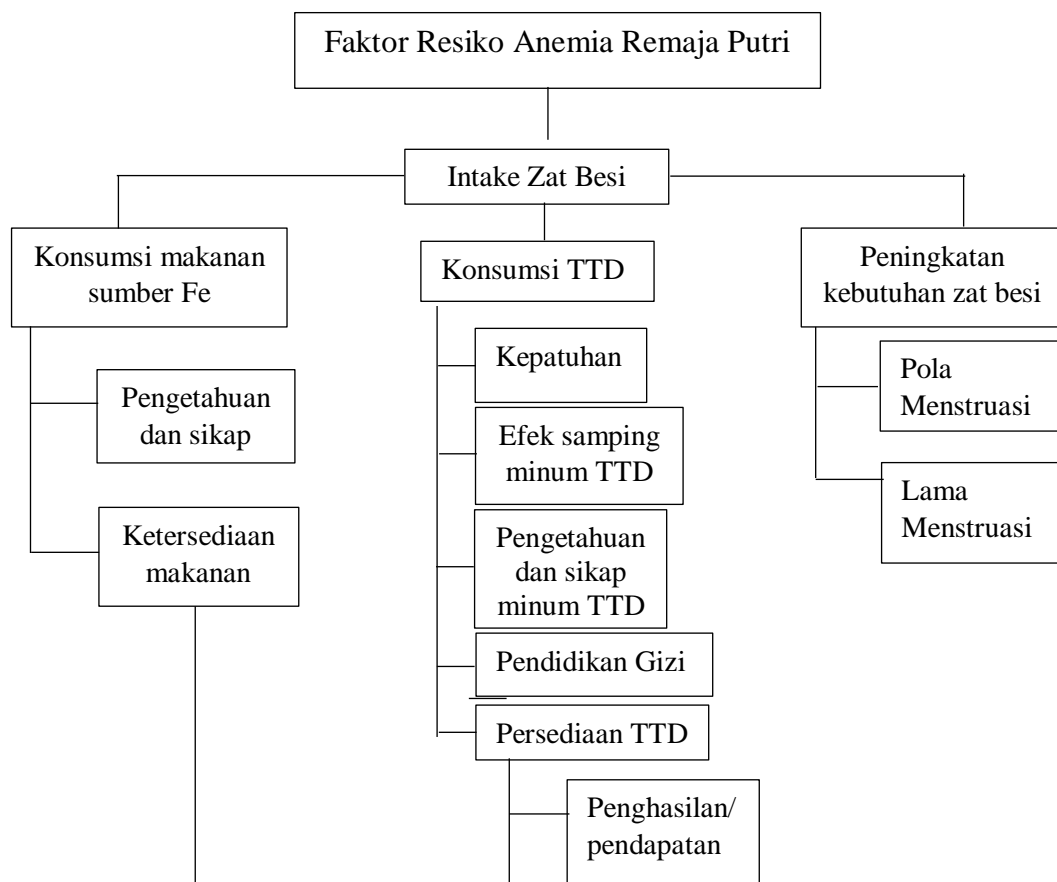 Faktor Resiko Anemia Remaja Putri
Intake Zat Besi
Konsumsi makanan
sumber Fe
Pengetahuan
dan sikap
Ketersediaan
makanan
Konsumsi TTD
Kepatuhan
Efek samping
minum TTD
Pengetahuan
dan sikap
minum TTD
Pendidikan Gizi
Persediaan TTD
Penghasilan/
pendapatan
Peningkatan
kebutuhan zat besi
Pola
Menstruasi
Lama
Menstruasi